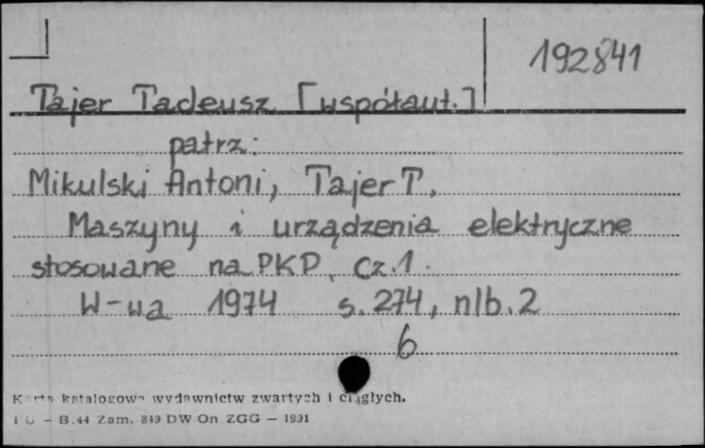 192841
Tajer Tadeusz [współaut.]
patrz:
Mikulski Antoni, Tajer T.
Maszyny i urządzenia elektryczne
stosowane na PKP. Cz.1.
W-wa 1974 s. 274, nlb. 2
6
Karta katalogowa wydawnictw zwartych i ciągłych.
PU – B.44 Zam. 849 DW On ZGG – 1931